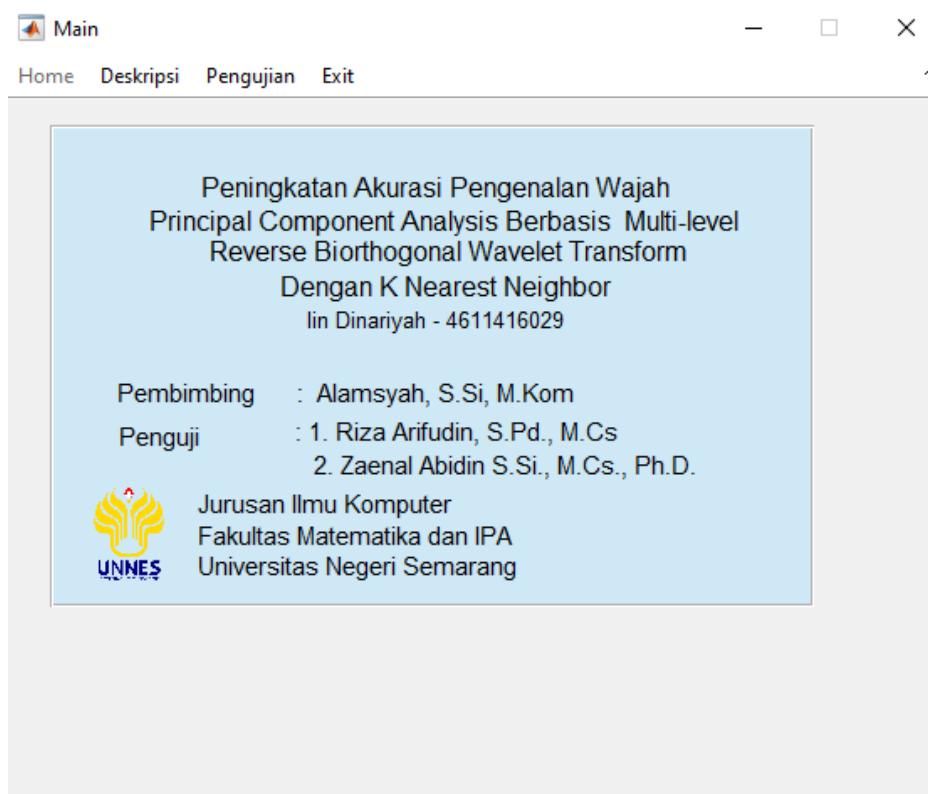 Main
Home Deskripsi Pengujian Exit
Peningkatan Akurasi Pengenalan Wajah
Principal Component Analysis Berbasis Multi-level
Reverse Biorthogonal Wavelet Transform
Dengan K Nearest Neighbor
Iin Dinariyah - 4611416029
Pembimbing : Alamsyah, S.Si, M.Kom
Penguji : 1. Riza Arifudin, S.Pd., M.Cs
2. Zaenal Abidin S.Si., M.Cs., Ph.D.
Jurusan Ilmu Komputer
Fakultas Matematika dan IPA
UNNES Universitas Negeri Semarang